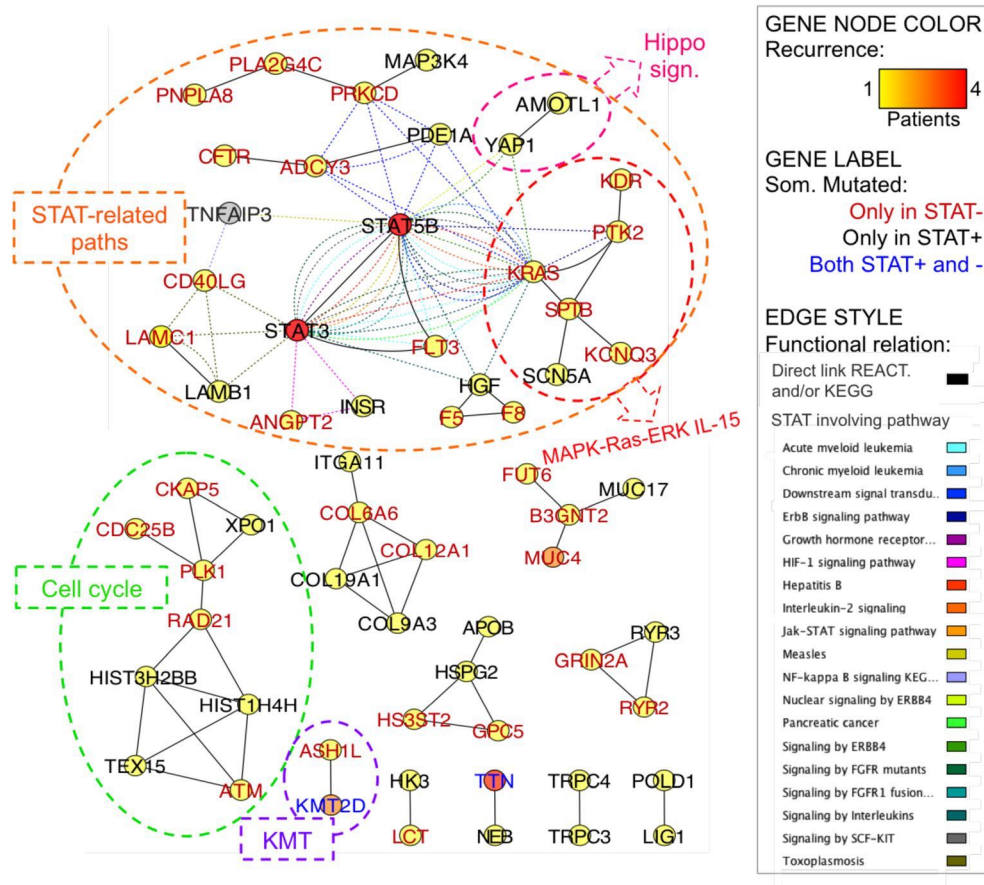 GENE NODE COLOR
Recurrence:
1
4
Patients
GENE LABEL
Som. Mutated:
Only in STAT-
Only in STAT+
Both STAT+ and -
EDGE STYLE
Functional relation:
Direct link REACT.
and/or KEGG
STAT involving pathway
Acute myeloid leukemia
Chronic myeloid leukemia
Downstream signal transdu..
ErbB signaling pathway
Growth hormone receptor...
HIF-1 signaling pathway
Hepatitis B
Interleukin-2 signaling
Jak-STAT signaling pathway
Measles
NF-kappa B signaling KEG...
Nuclear signaling by ERBB4
Pancreatic cancer
Signaling by ERBB4
Signaling by FGFR mutants
Signaling by FGFR1 fusion...
Signaling by Interleukins
Signaling by SCF-KIT
Toxoplasmosis
Hippo
sign.
PLA2G4C
MAP3K4
PNPLA8
PRKCD
AMOTL1
PDE1A
YAP1
CFTR
ADCY3
KDR
STAT-related
paths
TNFAIP3
STAT5B
PTK2
CD40LG
KRAS
SPTB
LAMC1
STAT3
FLT3
KCNQ3
LAMB1
HGF
SCN5A
ANGPT2
INSR
F5
F8
MAPK-Ras-ERK IL-15
ITGA11
CKAP5
FUT6
MUC17
CDC25B
XPO1
COL6A6
B3GNT2
PLK1
COL12A1
MUC4
Cell cycle
COL19A1
RAD21
COL9A3
APOB
RYR3
HIST3H2BB
HSPG2
GRIN2A
HIST1H4H
HS3ST2
GPC5
RYR2
TEX15
ASH1L
ATM
KMT2D
HK3
TTN
TRPC4
POLD1
KMT
LCT
NEB
TRPC3
LIG1